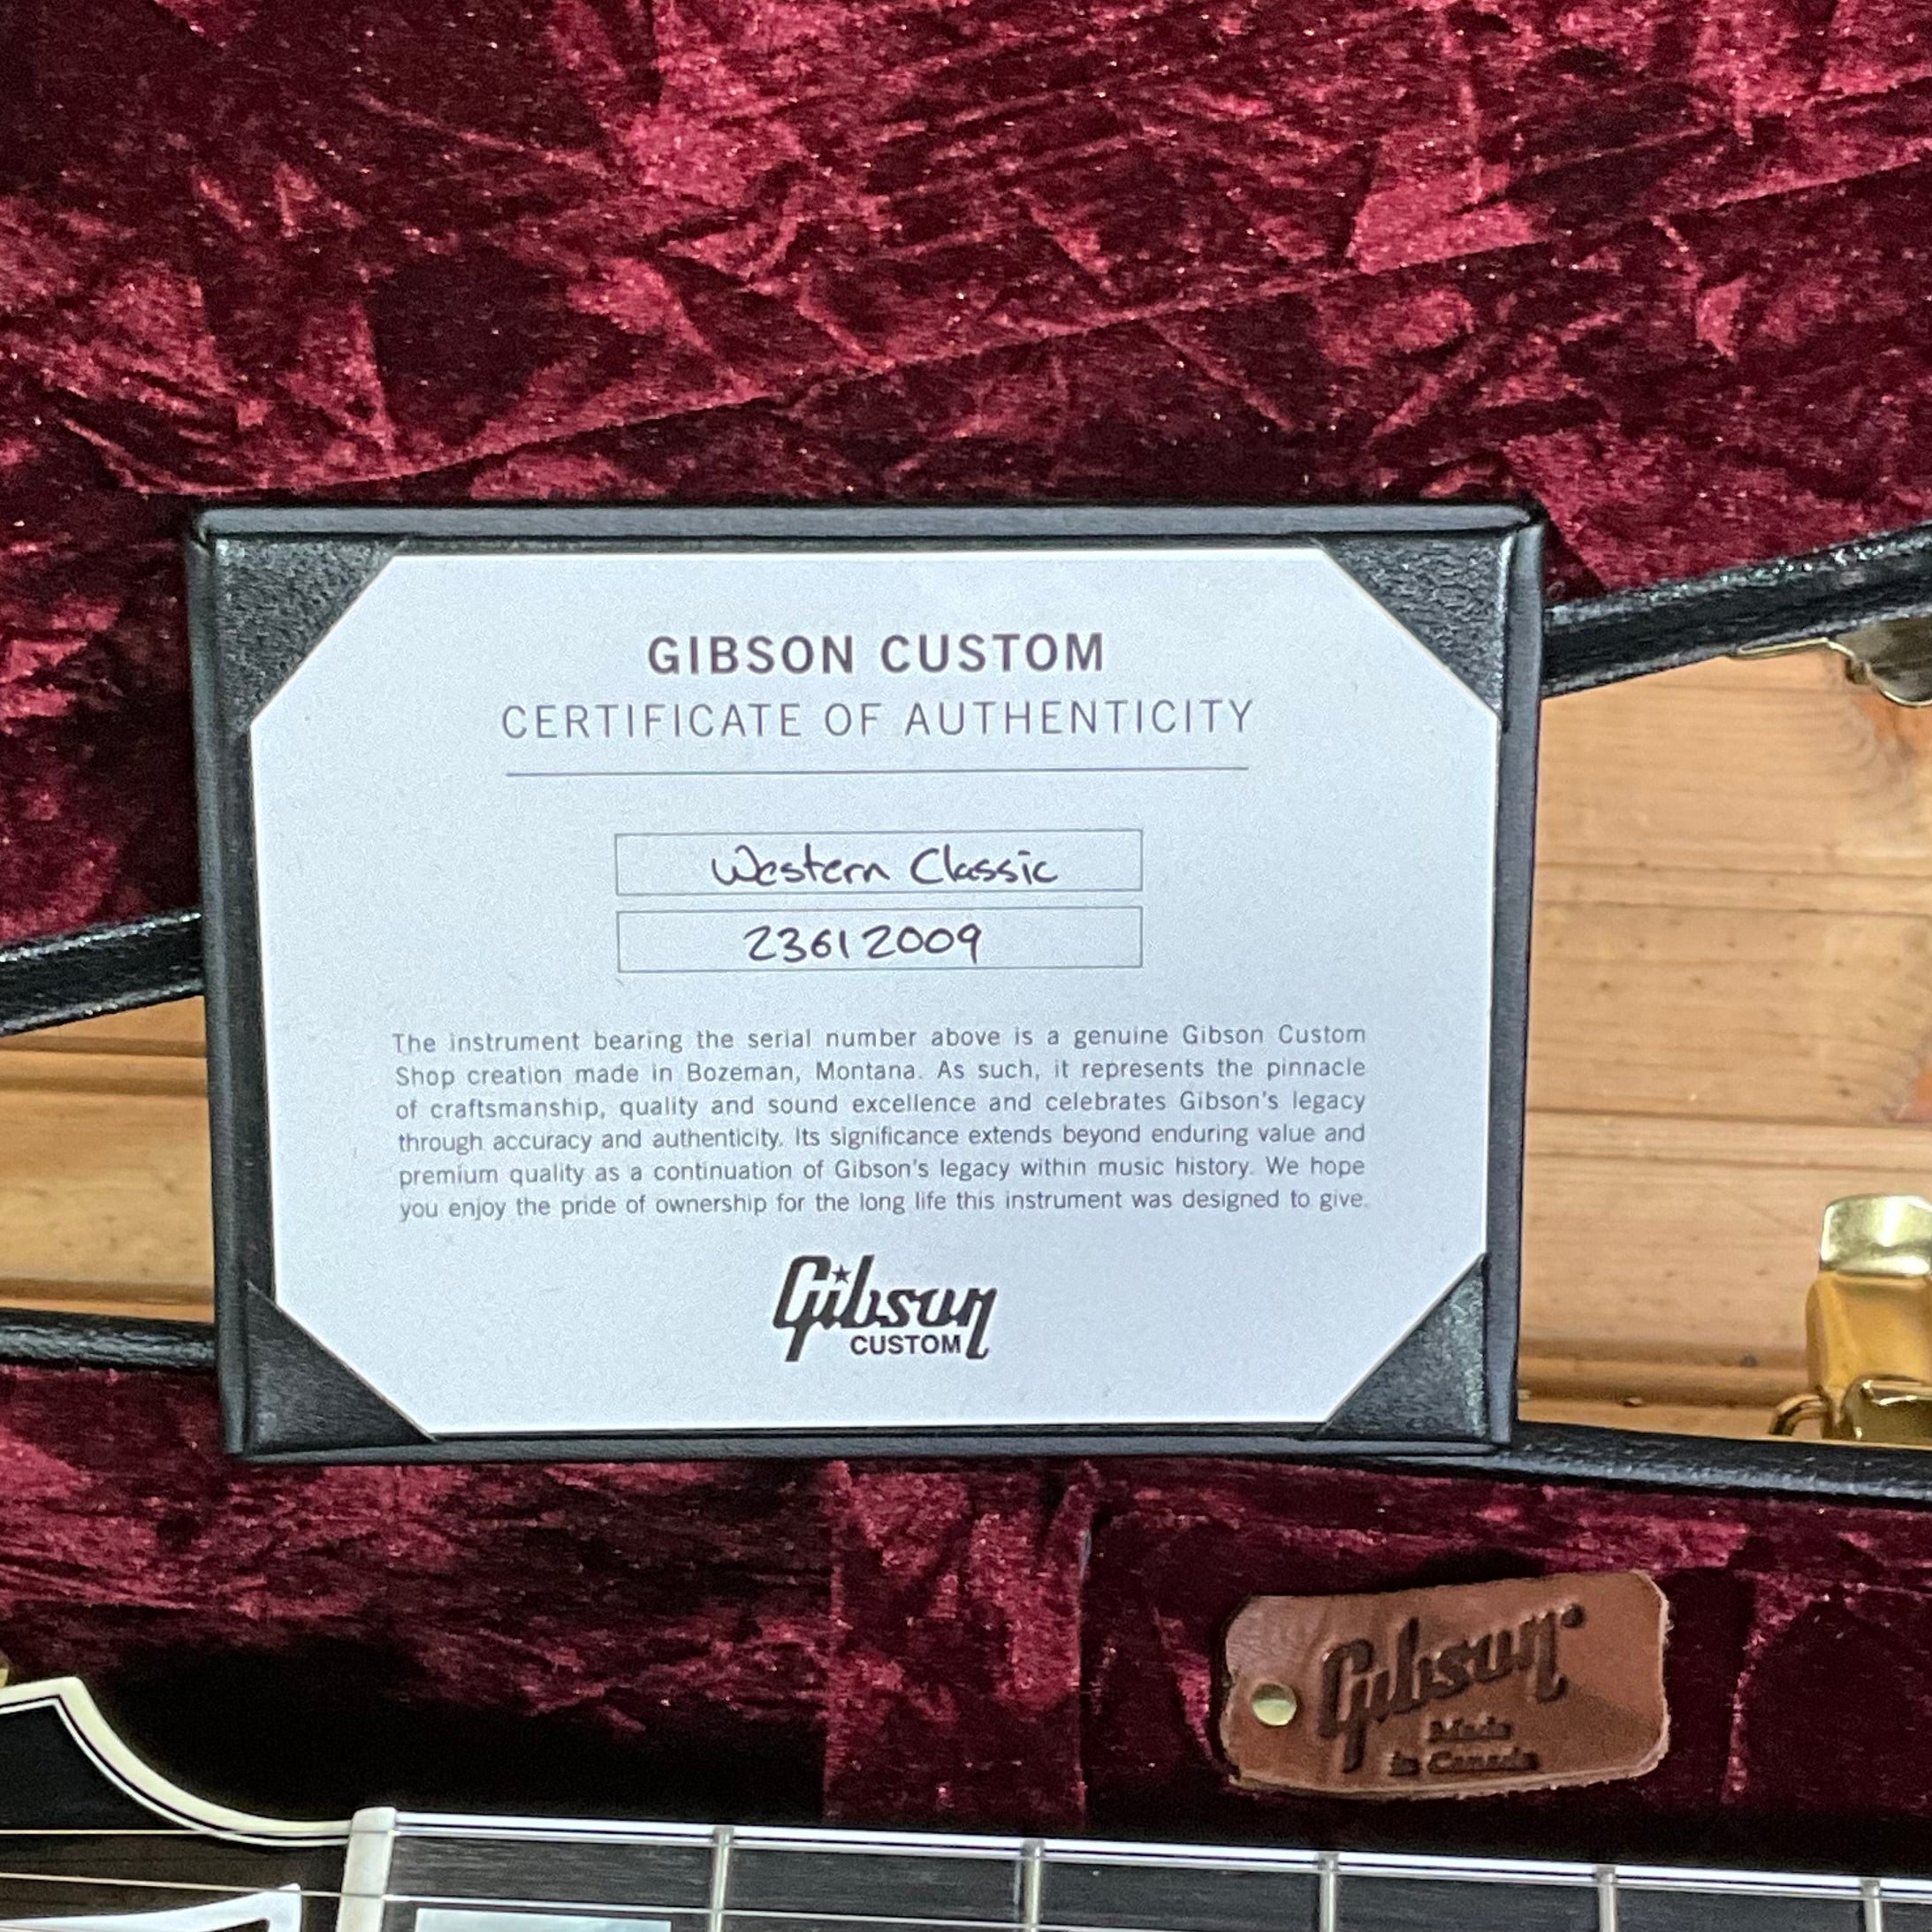 GIBSON CUSTOM
CERTIFICATE OF AUTHENTICITY
Western Classic
23612009
The instrument bearing the serial number above is a genuine Gibson Custom
Shop creation made in Bozeman, Montana. As such, it represents the pinnacle
of craftsmanship, quality and sound excellence and celebrates Gibson's legacy
through accuracy and authenticity. Its significance extends beyond enduring value and
premium quality as a continuation of Gibson's legacy within music history. We hope
you enjoy the pride of ownership for the long life this instrument was designed to give.
Gibson
CUSTOM
Gibson
Made
in Canada